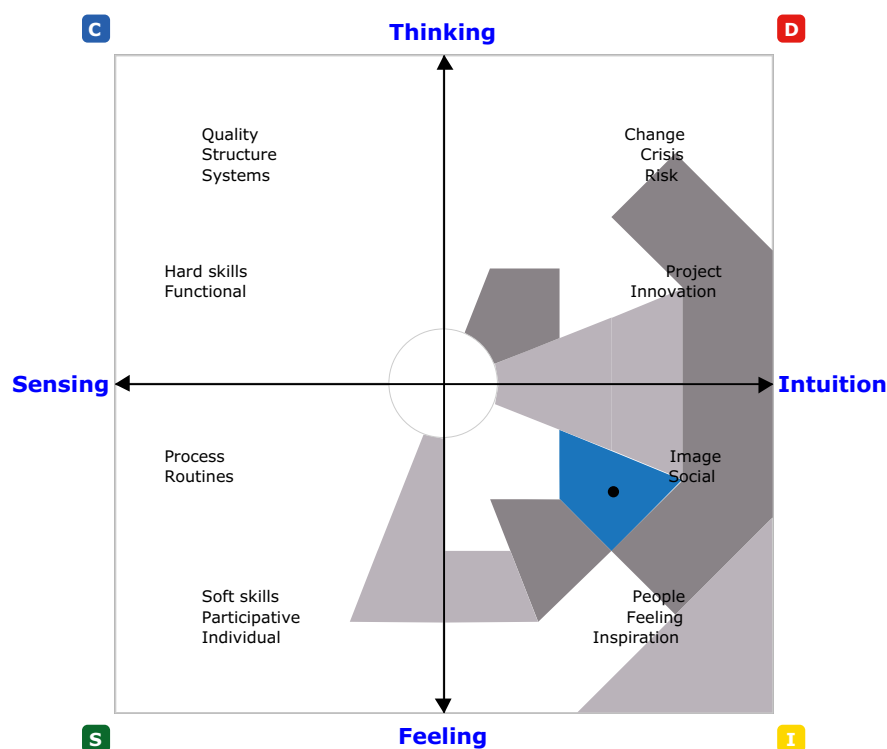 C
Thinking
D
Quality
Structure
Systems
Change
Crisis
Risk
Hard skills
Functional
Project
Innovation
Sensing
Intuition
Process
Routines
Image
Social
Soft skills
Participative
Individual
People
Feeling
Inspiration
S
Feeling
I